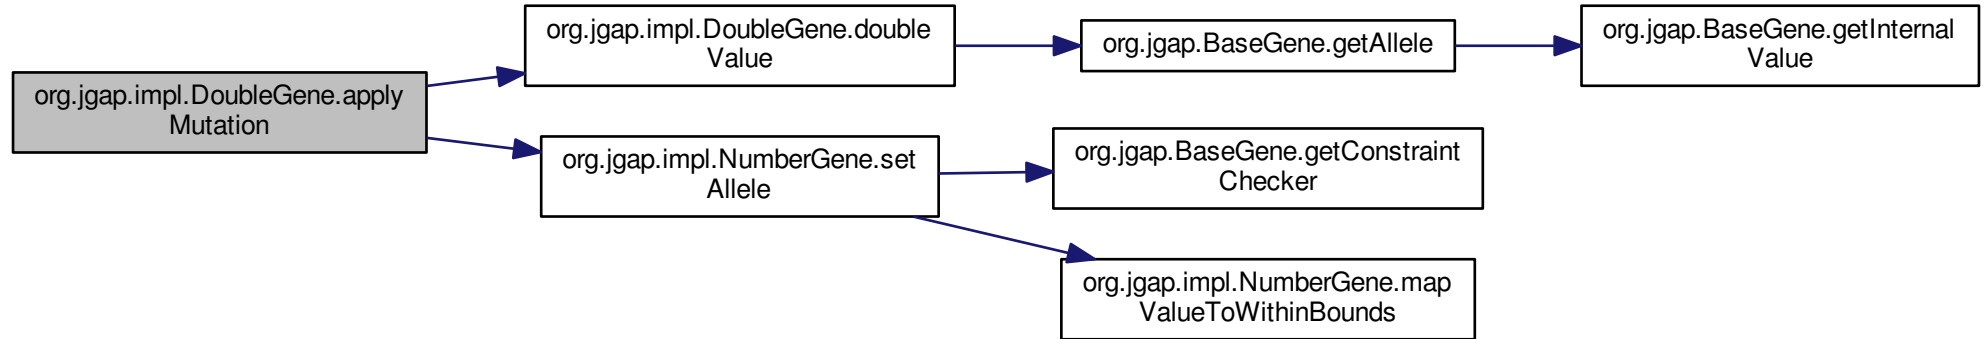 org.jgap.impl.DoubleGene.apply
Mutation
org.jgap.impl.DoubleGene.double
Value
org.jgap.BaseGene.getAllele
org.jgap.BaseGene.getInternal
Value
org.jgap.impl.NumberGene.set
Allele
org.jgap.BaseGene.getConstraint
Checker
org.jgap.impl.NumberGene.map
ValueToWithinBounds